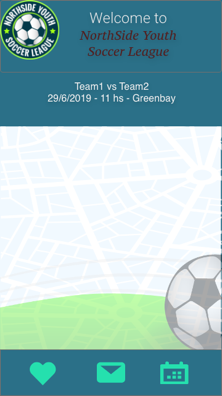 NORTHSIDE YOUTH
SOCCER LEAGUE
Welcome to
NorthSide Youth
Soccer League
Team1 vs Team2
29/6/2019 - 11 hs - Greenbay